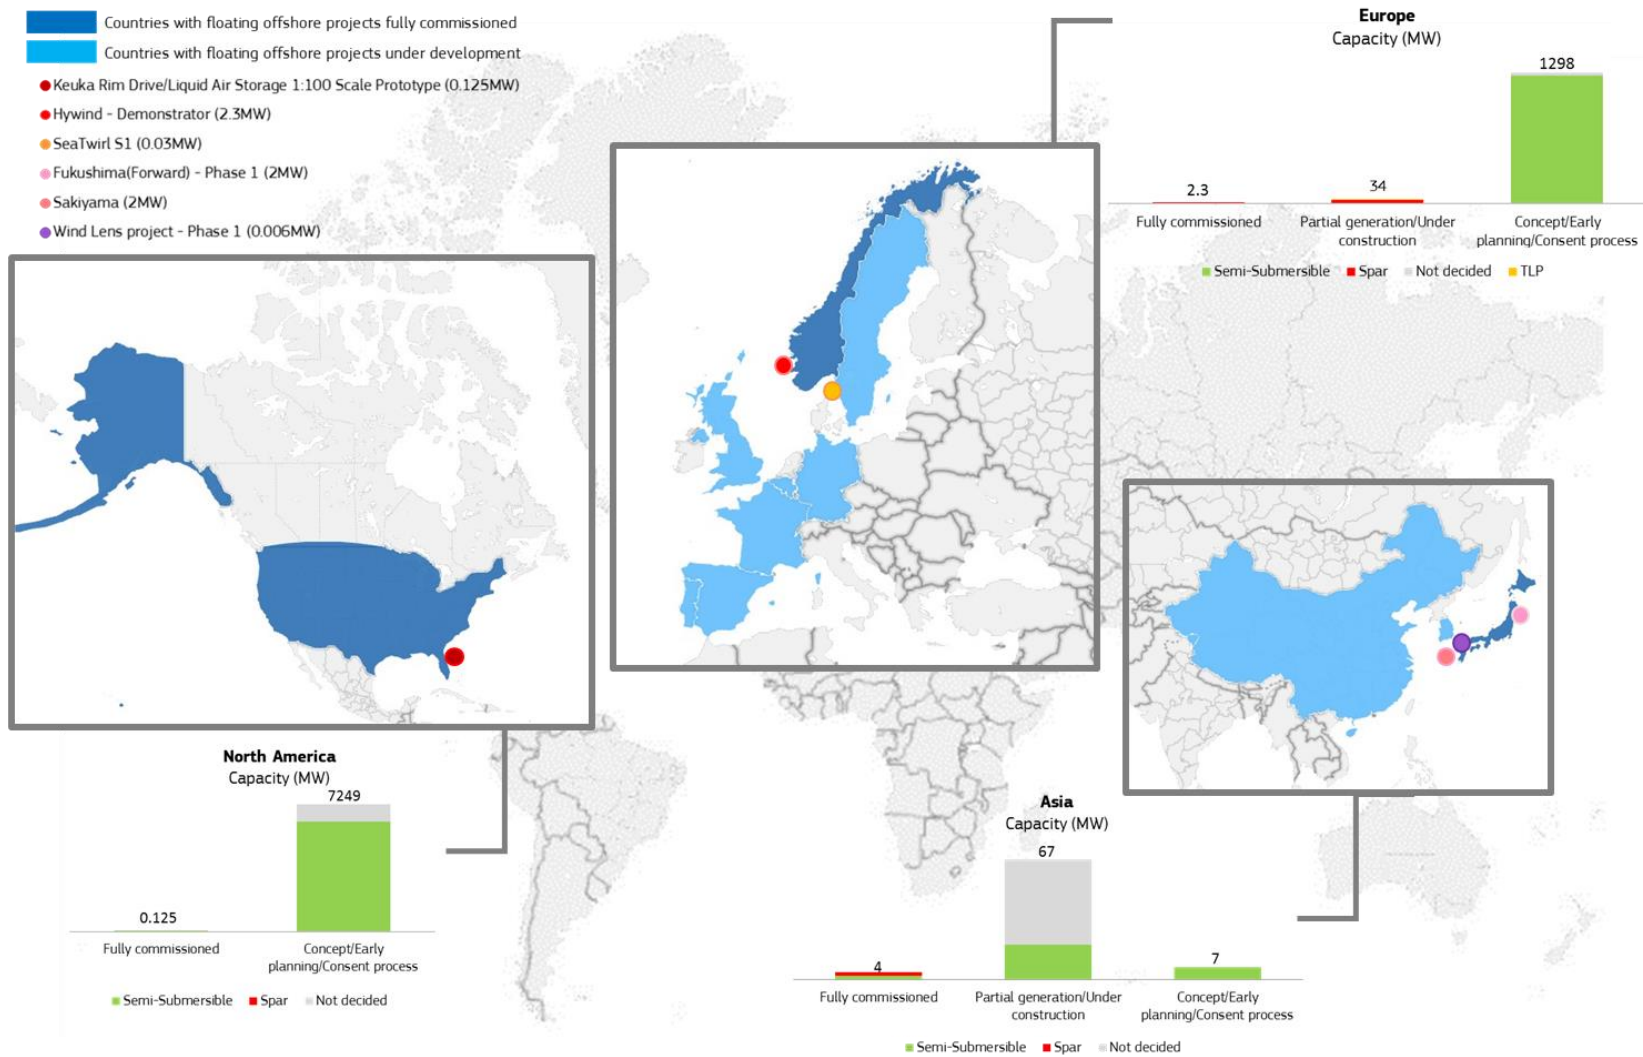 Countries with floating offshore projects fully commissioned
Countries with floating offshore projects under development
Keuka Rim Drive/Liquid Air Storage 1:100 Scale Prototype (0.125MW)
Hywind - Demonstrator (2.3MW)
SeaTwirl S1 (0.03MW)
Fukushima(Forward) - Phase 1 (2MW)
Sakiyama (2MW)
Wind Lens project - Phase 1 (0.006MW)
Europe
Capacity (MW)
1298
2.3
34
Fully commissioned
Partial generation/Under
construction
Concept/Early
planning/Consent process
Semi-Submersible
Spar
Not decided
TLP
North America
Capacity (MW)
7249
0.125
Fully commissioned
Concept/Early
planning/Consent process
Semi-Submersible
Spar
Not decided
Asia
Capacity (MW)
67
4
7
Fully commissioned
Partial generation/Under
construction
Concept/Early
planning/Consent process
Semi-Submersible
Spar
Not decided